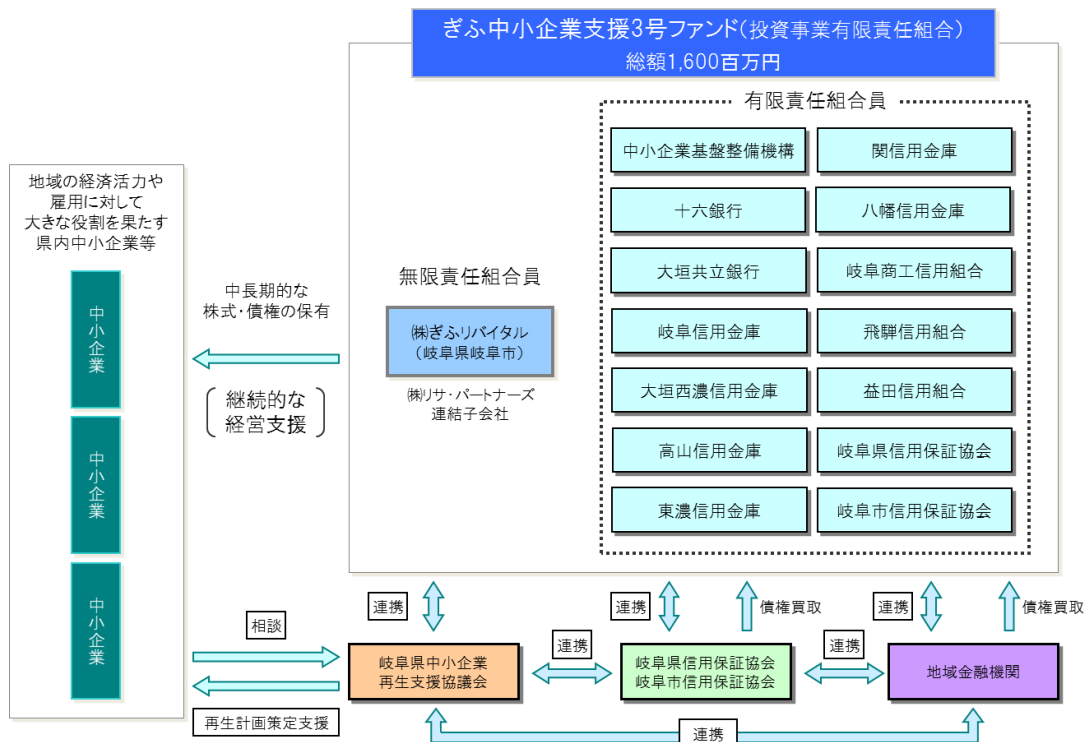 ぎふ中小企業支援3号ファンド(投資事業有限責任組合)
総額1,600百万円
有限責任組合員
中小企業基盤整備機構
関信用金庫
十六銀行
八幡信用金庫
大垣共立銀行
岐阜商工信用組合
岐阜信用金庫
飛騨信用組合
大垣西濃信用金庫
益田信用組合
高山信用金庫
岐阜県信用保証協会
東濃信用金庫
岐阜市信用保証協会
無限責任組合員
㈱ぎふリバイタル
(岐阜県岐阜市)
㈱リサ・パートナーズ
連結子会社
地域の経済活力や
雇用に対して
大きな役割を果たす
県内中小企業等
中小企業
中小企業
中小企業
中長期的な
株式・債権の保有
継続的な
経営支援
連携
連携
債権買取
連携
債権買取
相談
岐阜県中小企業
再生支援協議会
連携
岐阜県信用保証協会
岐阜市信用保証協会
連携
地域金融機関
再生計画策定支援
連携